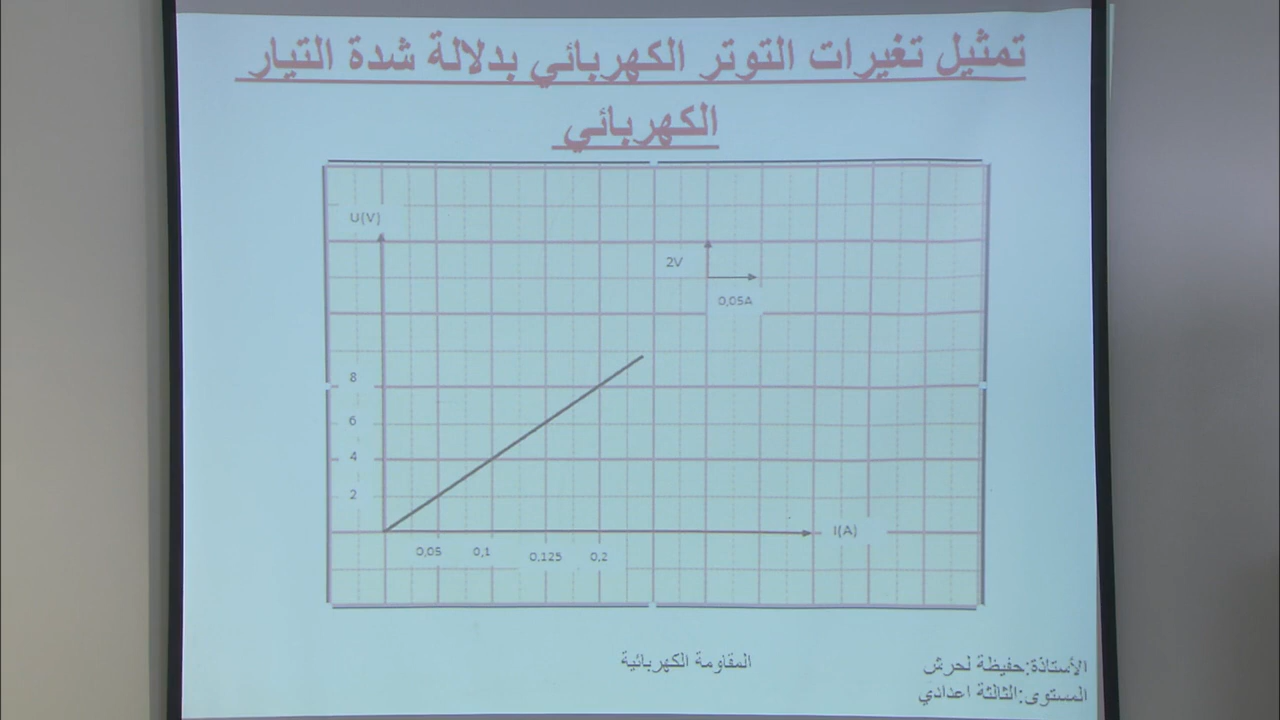 تمثيل تغيرات التوتر الكهربائي بدلالة شدة التيار
الكهربائي
U(V)
2V
0,05A
8
6
4
2
I(A)
0,05 0,1 0,125 0,2
المقاومة الكهربائية
الأستاذة:حفيظة لحرش
المستوى:الثالثة اعدادي